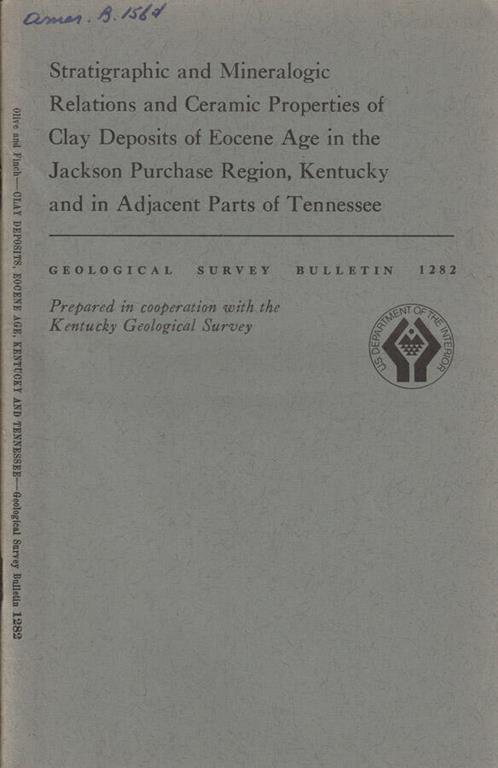 Amer. B. 1564
Stratigraphic and Mineralogic
Relations and Ceramic Properties of
Clay Deposits of Eocene Age in the
Jackson Purchase Region, Kentucky
and in Adjacent Parts of Tennessee
GEOLOGICAL SURVEY BULLETIN 1282
Prepared in cooperation with the
Kentucky Geological Survey
U.S. DEPARTMENT OF THE INTERIOR
Olive and Finch—CLAY DEPOSITS, EOCENE AGE, KENTUCKY AND TENNESSEE—Geological Survey Bulletin 1282